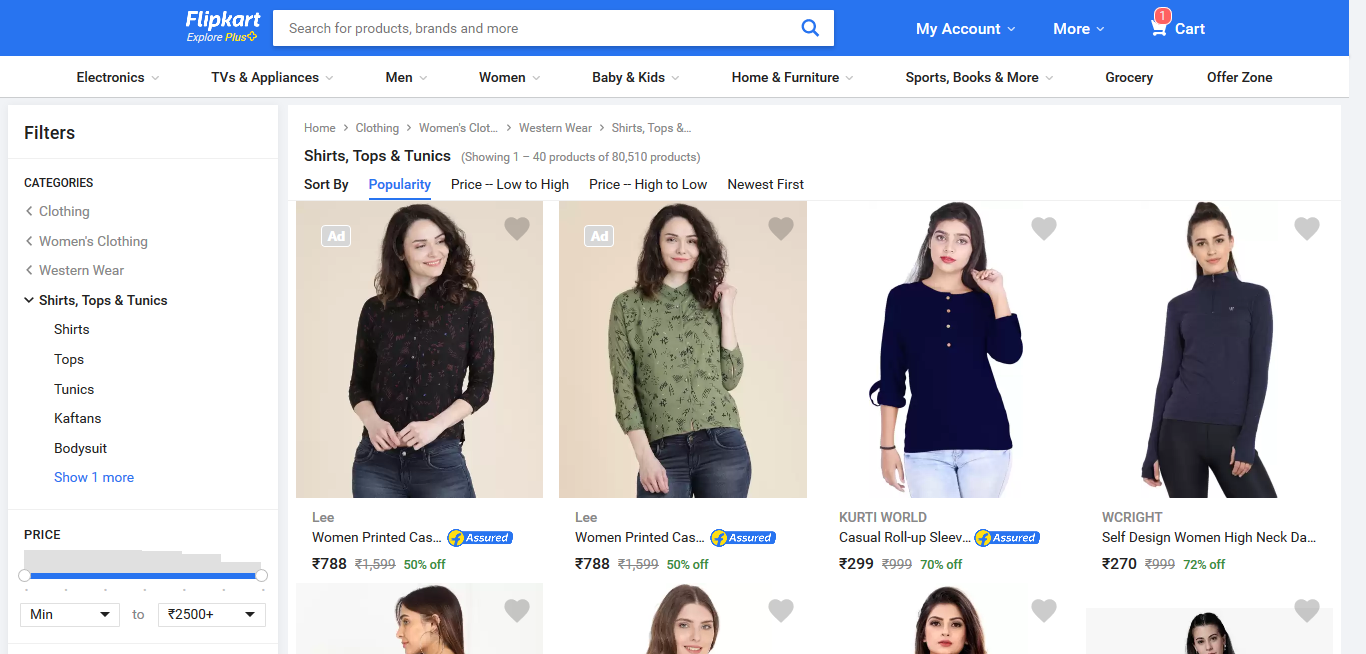 Flipkart
Explore Plus
Search for products, brands and more
My Account
More
1
Cart
Electronics
TVs & Appliances
Men
Women
Baby & Kids
Home & Furniture
Sports, Books & More
Grocery
Offer Zone
Filters
CATEGORIES
Clothing
Women's Clothing
Western Wear
Shirts, Tops & Tunics
Shirts
Tops
Tunics
Kaftans
Bodysuit
Show 1 more
PRICE
Min
to
₹2500+
Home > Clothing > Women's Clot... > Western Wear > Shirts, Tops &...
Shirts, Tops & Tunics (Showing 1 – 40 products of 80,510 products)
Sort By Popularity Price -- Low to High Price -- High to Low Newest First
Ad
Lee
Women Printed Cas... Assured
₹788 ₹1,599 50% off
Ad
Lee
Women Printed Cas... Assured
₹788 ₹1,599 50% off
KURTI WORLD
Casual Roll-up Sleev... Assured
₹299 ₹999 70% off
WCRIGHT
Self Design Women High Neck Da...
₹270 ₹999 72% off